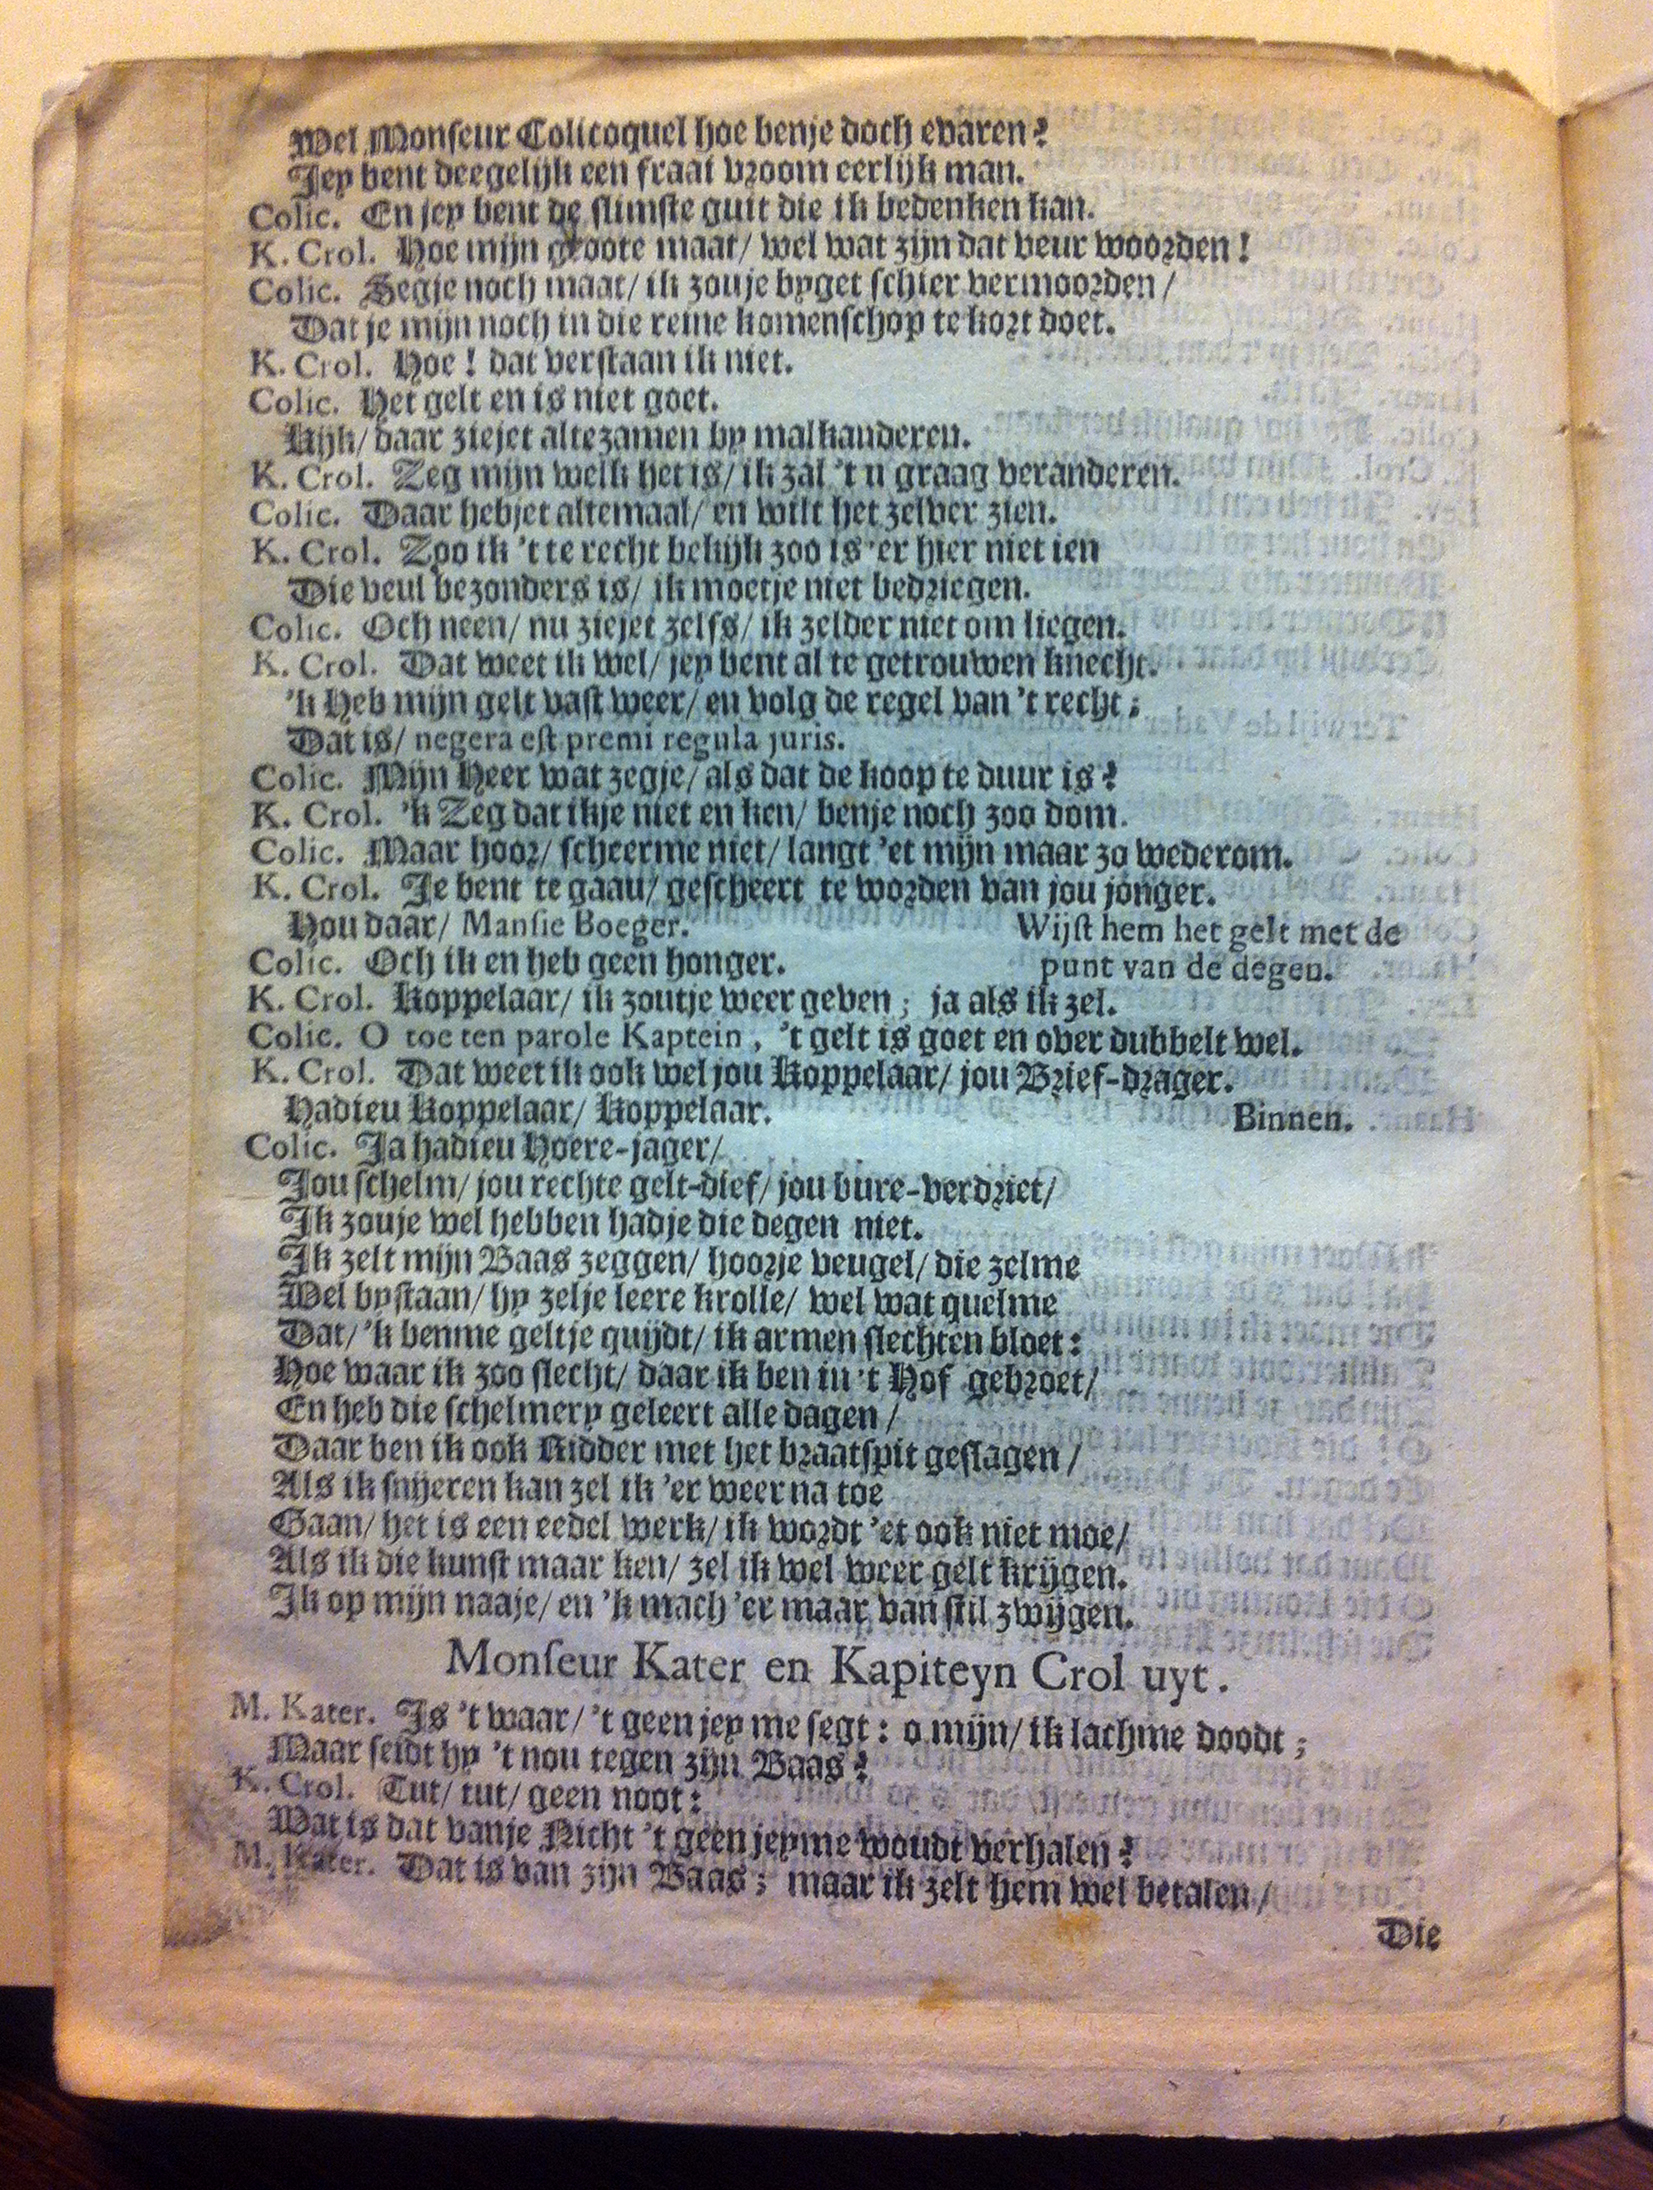 Wel Monseur Colicoquel hoe benje doch evaren?
Jey bent deegelijk een fraai vroom eerlijk man.
Colic. En jey bent de slimste guit die ik bedenken kan.
K. Crol. Hoe mijn groote maat/ wel wat zijn dat veur woorden!
Colic. Segje noch maat/ ik zouje byget schier vermoorden/
Dat je mijn noch in die reine komenschop te kort doet.
K. Crol. Hoe! dat verstaan ik niet.
Colic. Het gelt en is niet goet.
Kijk/ daar ziejet altezamen by malkanderen.
K. Crol. Zeg mijn welk het is/ ik zal 't u graag veranderen.
Colic. Daar hebjet altemaal/ en wilt het zelver zien.
K. Crol. Zoo ik 't te recht bekijk zoo is 'er hier niet ien
Die veul bezonders is/ ik moetje niet bedriegen.
Colic. Och neen/ nu ziejet zelfs/ ik zelder niet om liegen.
K. Crol. Dat weet ik wel/ jey bent al te getrouwen knecht.
'k Heb mijn gelt vast weer/ en volg de regel van 't recht;
Dat is/ negera est premi regula juris.
Colic. Mijn Heer wat zegje/ als dat de koop te duur is?
K. Crol. 'k Zeg dat ikje niet en ken/ benje noch zoo dom.
Colic. Maar hoor/ scheerme niet/ langt 'et mijn maar zo wederom.
K. Crol. Je bent te gaau/ gescheert te worden van jou jonger.
Hou daar/ Mansie Boeger. Wijst hem het gelt met de
Colic. Och ik en heb geen honger. punt van de degen.
K. Crol. Koppelaar/ ik zoutje weer geven; ja als ik zel.
Colic. O toe ten parole Kaptein, 't gelt is goet en over dubbelt wel.
K. Crol. Dat weet ik ook wel jou Koppelaar/ jou Brief-drager.
Hadieu Koppelaar/ Koppelaar. Binnen.
Colic. Ja hadieu Hoere-jager/
Jou schelm/ jou rechte gelt-dief/ jou bure-verdriet/
Ik zouje wel hebben hadje die degen niet.
Ik zelt mijn Baas zeggen/ hoorje veugel/ die zelme
Wel bystaan/ hy zelje leere krolle/ wel wat quelme
Dat/ 'k benme geltje quijdt/ ik armen slechten bloet:
Hoe waar ik zoo slecht/ daar ik ben in 't Hof gebroet/
En heb die schelmery geleert alle dagen/
Daar ben ik ook Ridder met het braatspit geslagen/
Als ik snyeren kan zel ik 'er weer na toe
Gaan/ het is een eedel werk/ ik wordt 'et ook niet moe/
Als ik die kunst maar ken/ zel ik wel weer gelt krijgen.
Ik op mijn naaje/ en 'k mach 'er maar van stil zwijgen.
Monseur Kater en Kapiteyn Crol uyt.
M. Kater. Is 't waar/ 't geen jey me segt: o mijn/ ik lachme doodt;
Maar seidt hy 't nou tegen zijn Baas?
K. Crol. Tut/ tut/ geen noot:
Wat is dat vanje Nicht 't geen jeyme woudt verhalen?
M. Kater. Dat is van zijn Baas; maar ik zelt hem wel betalen/
Die